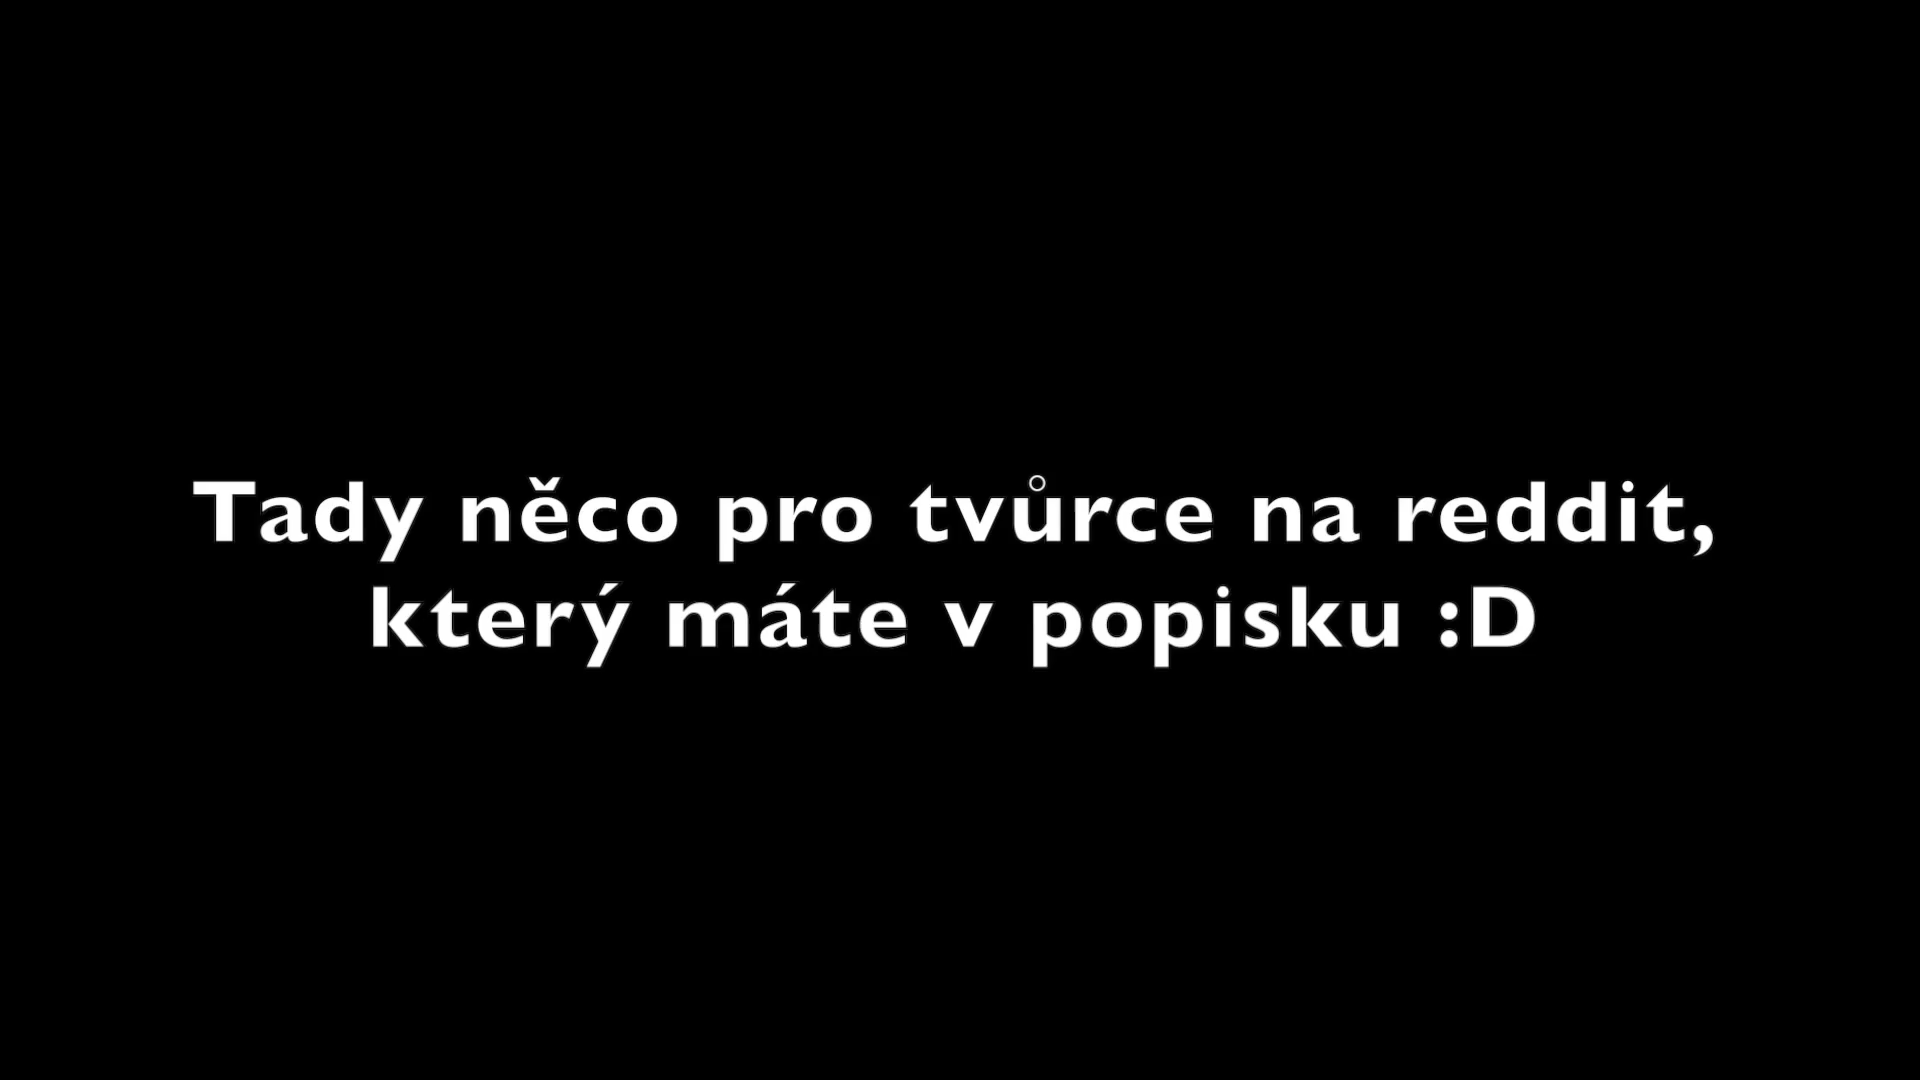 Tady něco pro tvůrce na reddit,
který máte v popisku :D